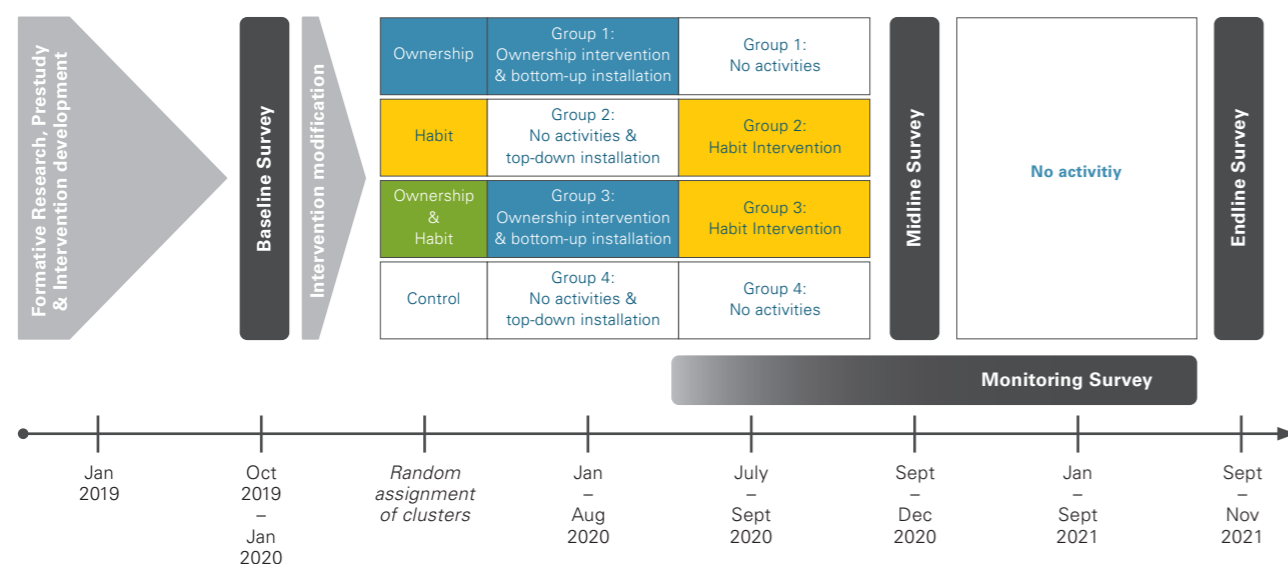 Formative Research, Prestudy
& Intervention development
Baseline Survey
Intervention modification
Ownership
Group 1:
Ownership intervention
& bottom-up installation
Group 1:
No activities
Habit
Group 2:
No activities &
top-down installation
Group 2:
Habit Intervention
Ownership
&
Habit
Group 3:
Ownership intervention
& bottom-up installation
Group 3:
Habit Intervention
Control
Group 4:
No activities &
top-down installation
Group 4:
No activities
Midline Survey
No activitiy
Endline Survey
Monitoring Survey
Jan
2019
Oct
2019
–
Jan
2020
Random
assignment
of clusters
Jan
–
Aug
2020
July
–
Sept
2020
Sept
–
Dec
2020
Jan
–
Sept
2021
Sept
–
Nov
2021